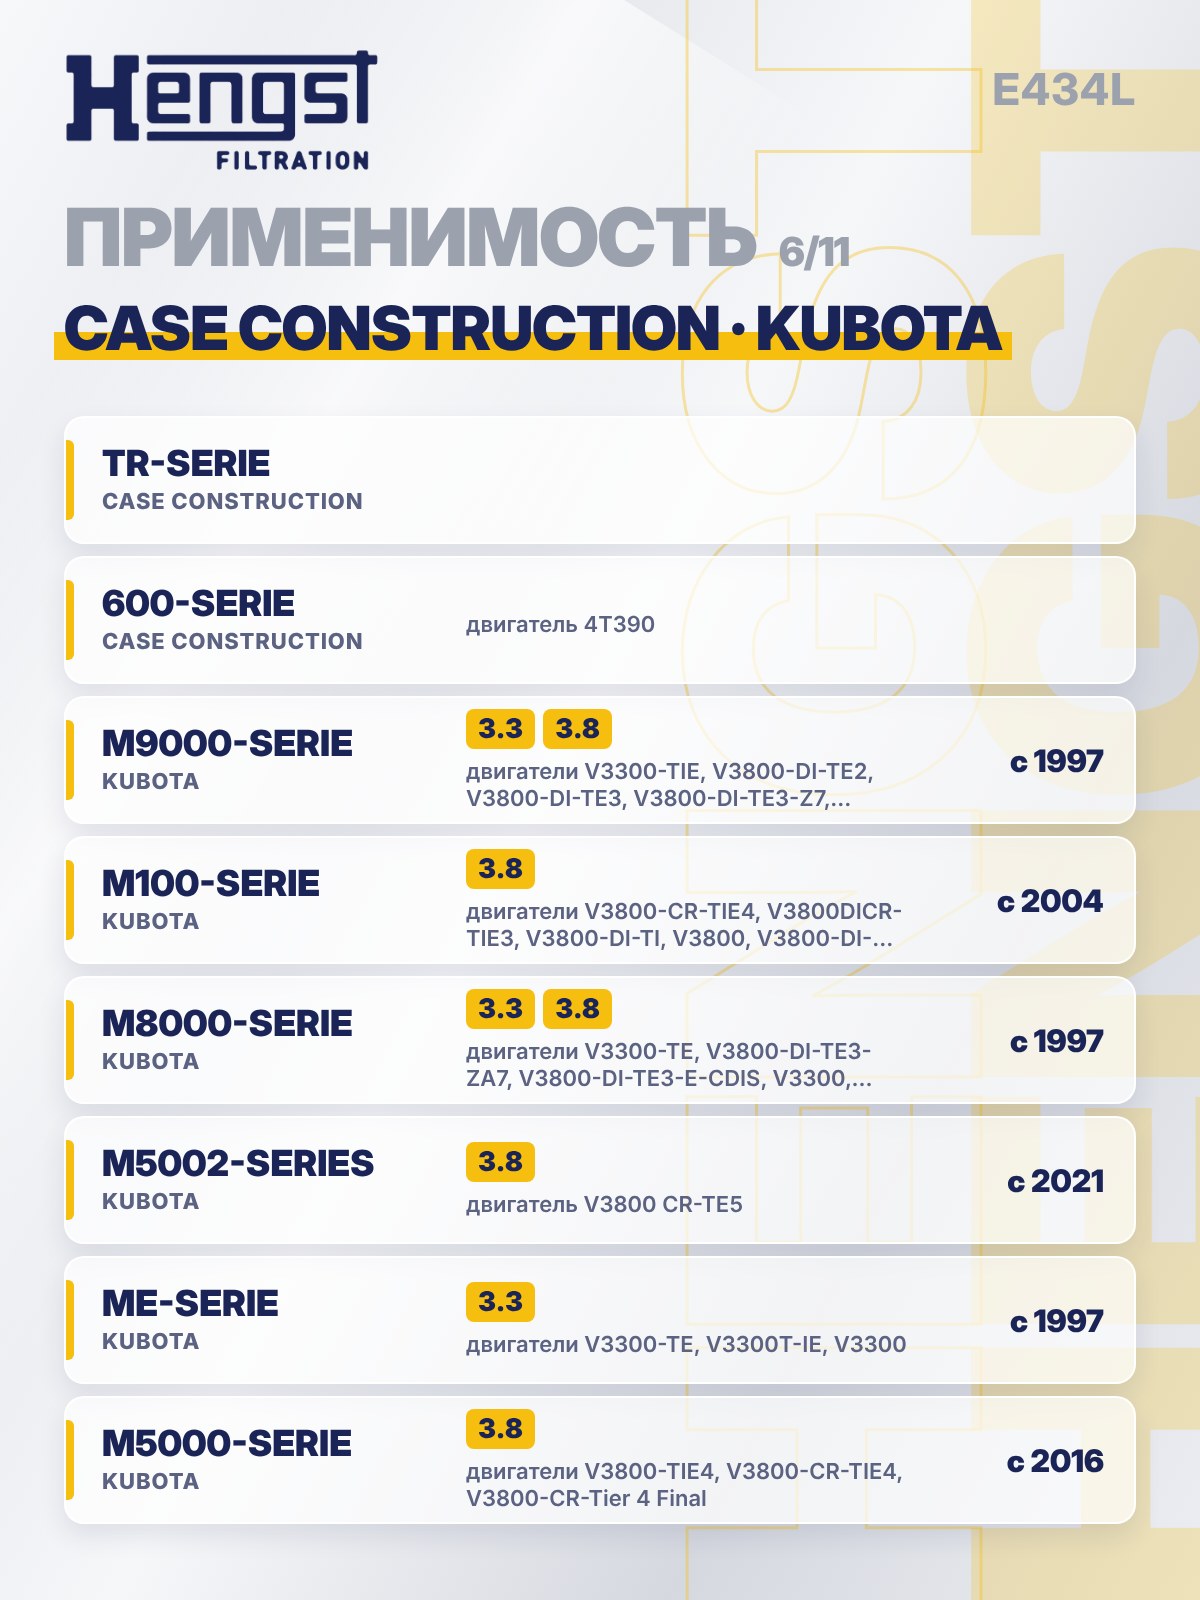 Hengst
FILTRATION
E434L
ПРИМЕНИМОСТЬ 6/11
CASE CONSTRUCTION · KUBOTA
TR-SERIE
CASE CONSTRUCTION
600-SERIE
CASE CONSTRUCTION
двигатель 4T390
M9000-SERIE
KUBOTA
3.3 3.8
двигатели V3300-TIE, V3800-DI-TE2,
V3800-DI-TE3, V3800-DI-TE3-Z7,...
с 1997
M100-SERIE
KUBOTA
3.8
двигатели V3800-CR-TIE4, V3800DICR-
TIE3, V3800-DI-TI, V3800, V3800-DI-...
с 2004
M8000-SERIE
KUBOTA
3.3 3.8
двигатели V3300-TE, V3800-DI-TE3-
ZA7, V3800-DI-TE3-E-CDIS, V3300,...
с 1997
M5002-SERIES
KUBOTA
3.8
двигатель V3800 CR-TE5
с 2021
ME-SERIE
KUBOTA
3.3
двигатели V3300-TE, V3300T-IE, V3300
с 1997
M5000-SERIE
KUBOTA
3.8
двигатели V3800-TIE4, V3800-CR-TIE4,
V3800-CR-Tier 4 Final
с 2016
HENGST
HENGST